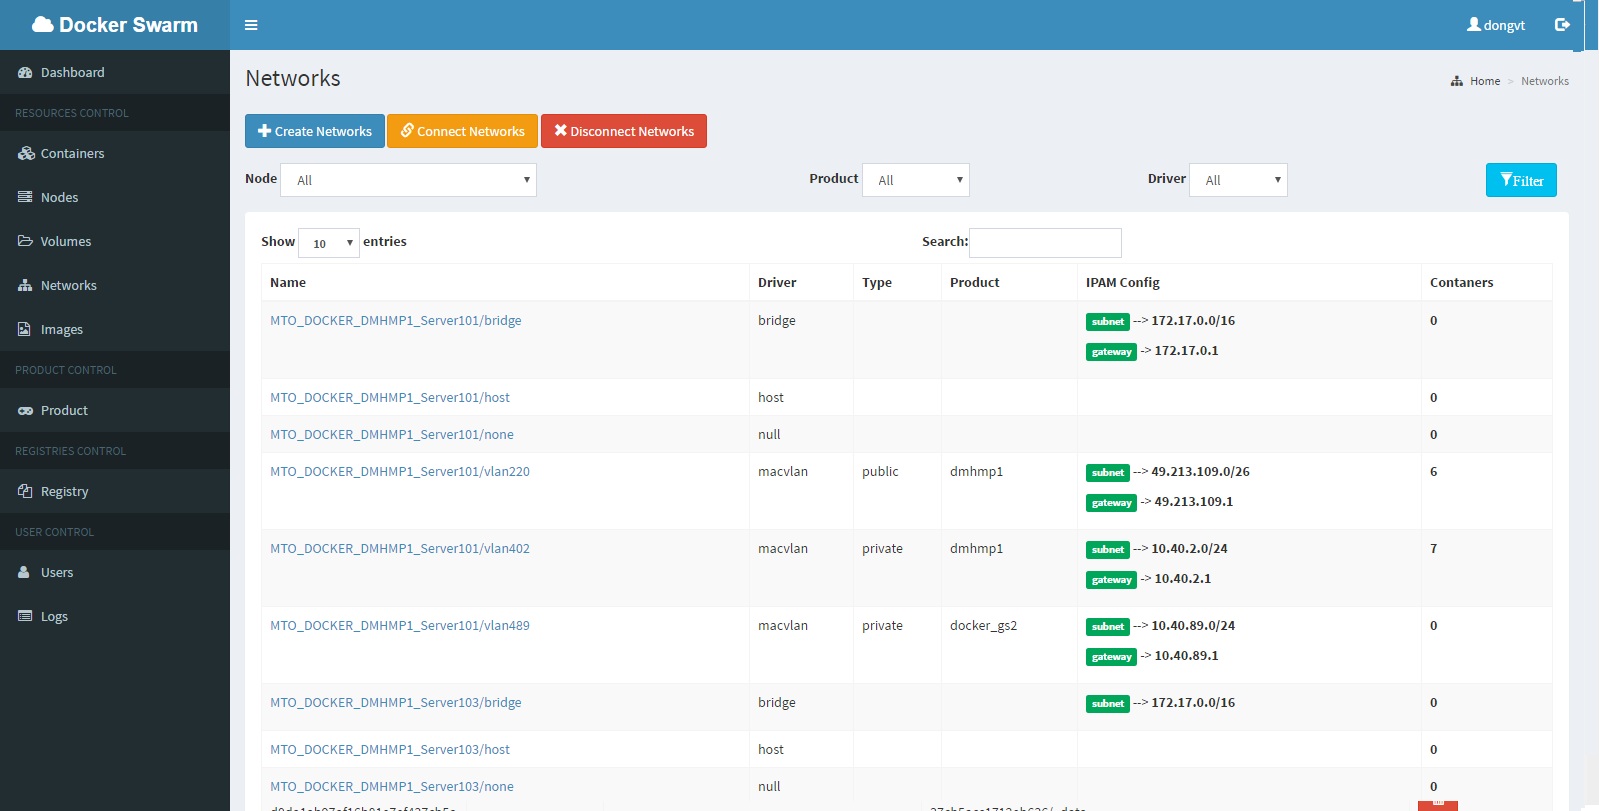 Docker Swarm
dongvt
Dashboard
RESOURCES CONTROL
Containers
Nodes
Volumes
Networks
Images
PRODUCT CONTROL
Product
REGISTRIES CONTROL
Registry
USER CONTROL
Users
Logs
Networks
Home > Networks
Create Networks Connect Networks Disconnect Networks
Node All Product All Driver All Filter
Show 10 entries Search:
Name Driver Type Product IPAM Config Contaners
MTO_DOCKER_DMHMP1_Server101/bridge bridge subnet --> 172.17.0.0/16 0
gateway -> 172.17.0.1
MTO_DOCKER_DMHMP1_Server101/host host 0
MTO_DOCKER_DMHMP1_Server101/none null 0
MTO_DOCKER_DMHMP1_Server101/vlan220 macvlan public dmhmp1 subnet --> 49.213.109.0/26 6
gateway -> 49.213.109.1
MTO_DOCKER_DMHMP1_Server101/vlan402 macvlan private dmhmp1 subnet --> 10.40.2.0/24 7
gateway -> 10.40.2.1
MTO_DOCKER_DMHMP1_Server101/vlan489 macvlan private docker_gs2 subnet --> 10.40.89.0/24 0
gateway -> 10.40.89.1
MTO_DOCKER_DMHMP1_Server103/bridge bridge subnet --> 172.17.0.0/16 0
MTO_DOCKER_DMHMP1_Server103/host host 0
MTO_DOCKER_DMHMP1_Server103/none null 0